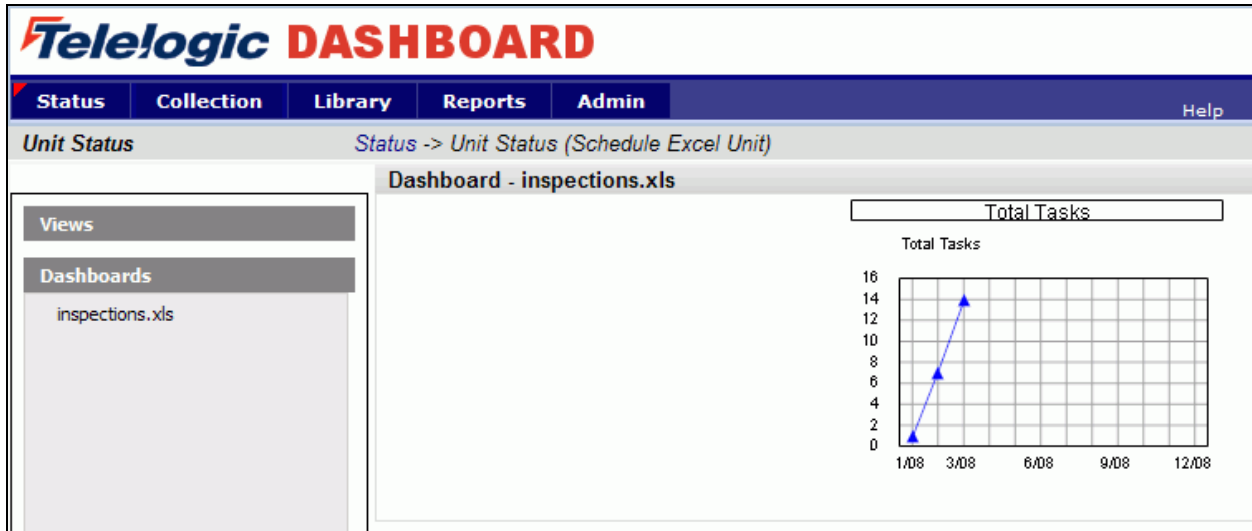 Telelogic DASHBOARD
Status Collection Library Reports Admin Help
Unit Status Status -> Unit Status (Schedule Excel Unit)
Dashboard - inspections.xls
Views
Dashboards
inspections.xls
Total Tasks
Total Tasks
16
14
12
10
8
6
4
2
0
1/08 3/08 6/08 9/08 12/08